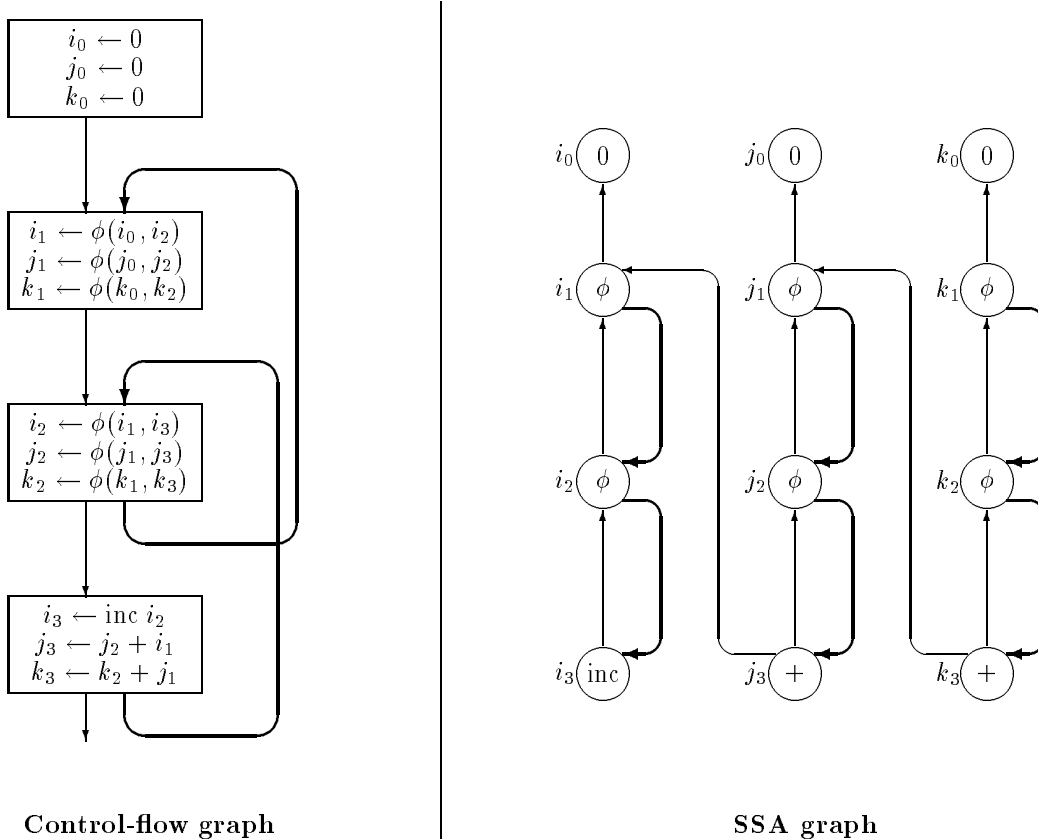 i₀ ← 0
j₀ ← 0
k₀ ← 0
i₁ ← ϕ(i₀, i₂)
j₁ ← ϕ(j₀, j₂)
k₁ ← ϕ(k₀, k₂)
i₂ ← ϕ(i₁, i₃)
j₂ ← ϕ(j₁, j₃)
k₂ ← ϕ(k₁, k₃)
i₃ ← inc i₂
j₃ ← j₂ + i₁
k₃ ← k₂ + j₁
Control-flow graph
i₀ 0 j₀ 0 k₀ 0
i₁ ϕ j₁ ϕ k₁ ϕ
i₂ ϕ j₂ ϕ k₂ ϕ
i₃ inc j₃ + k₃ +
SSA graph